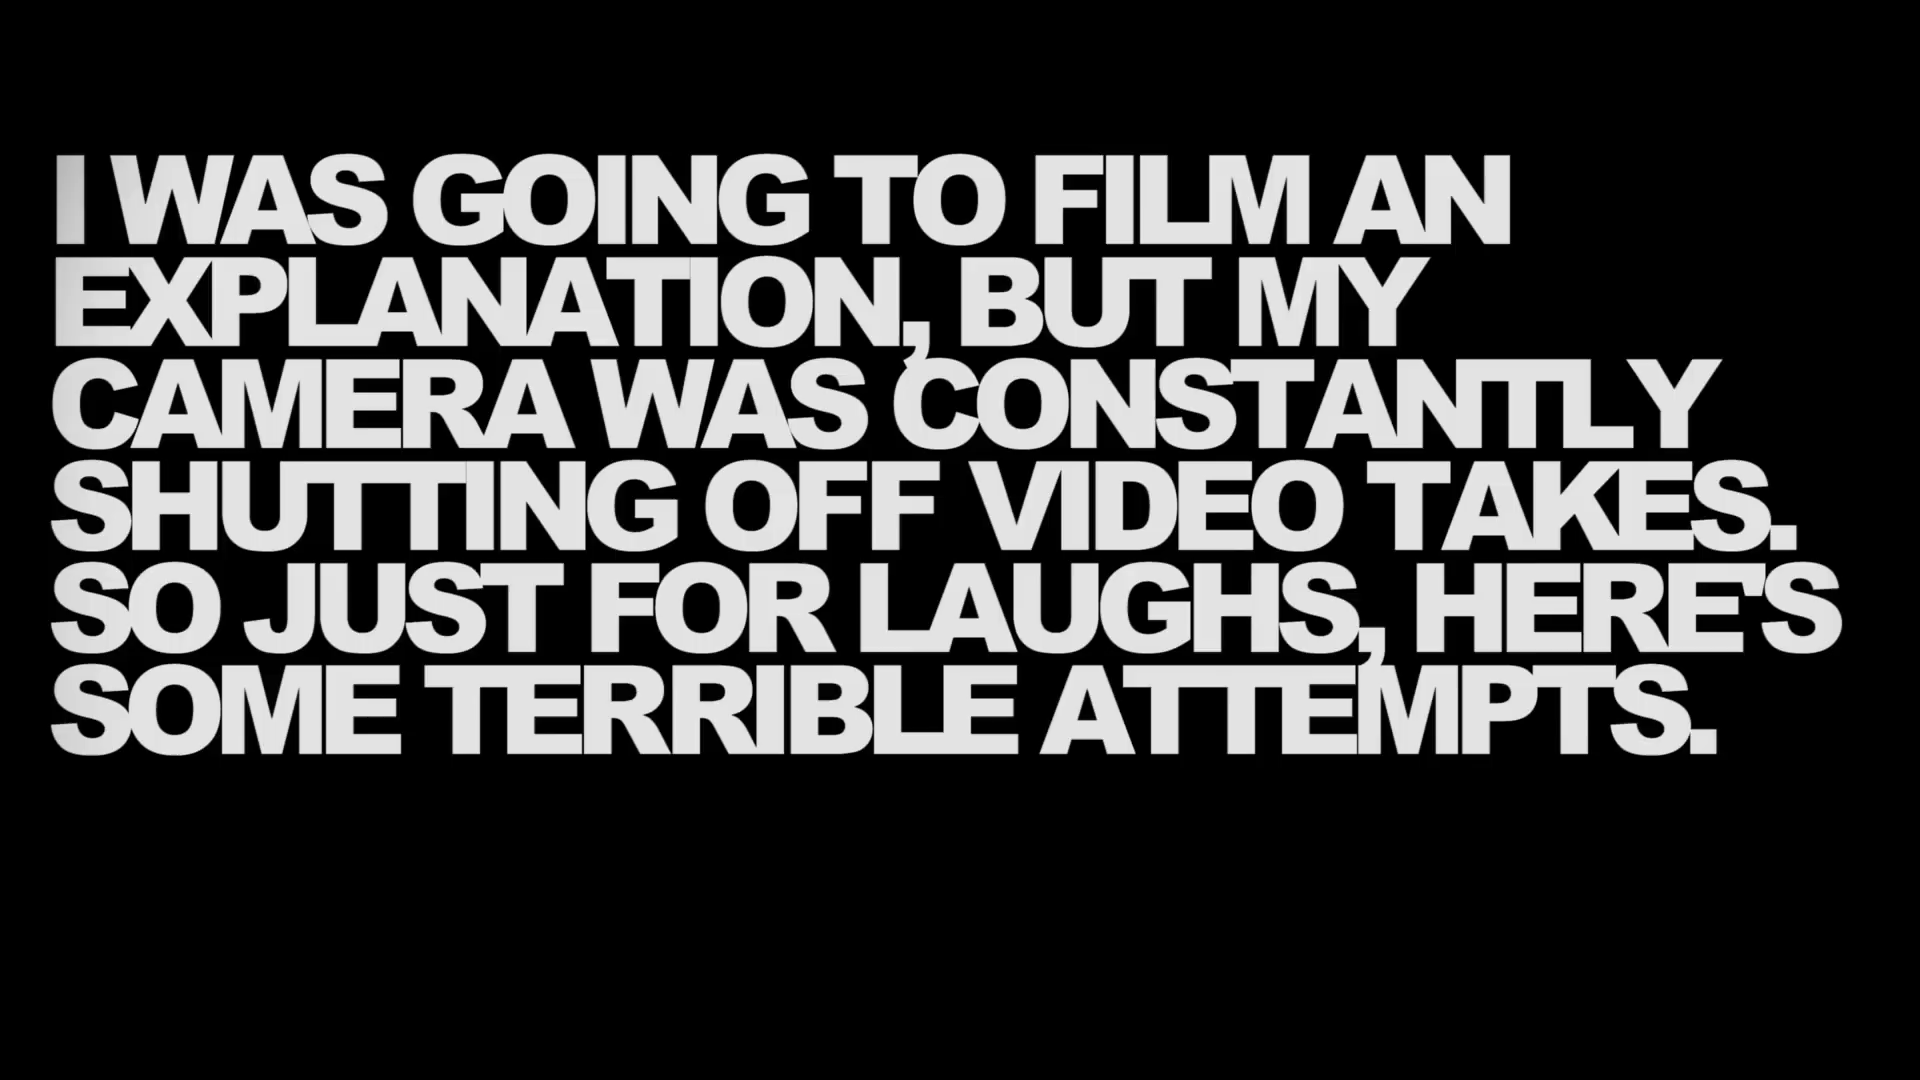 I WAS GOING TO FILM AN
EXPLANATION, BUT MY
CAMERA WAS CONSTANTLY
SHUTTING OFF VIDEO TAKES.
SO JUST FOR LAUGHS, HERE'S
SOME TERRIBLE ATTEMPTS.